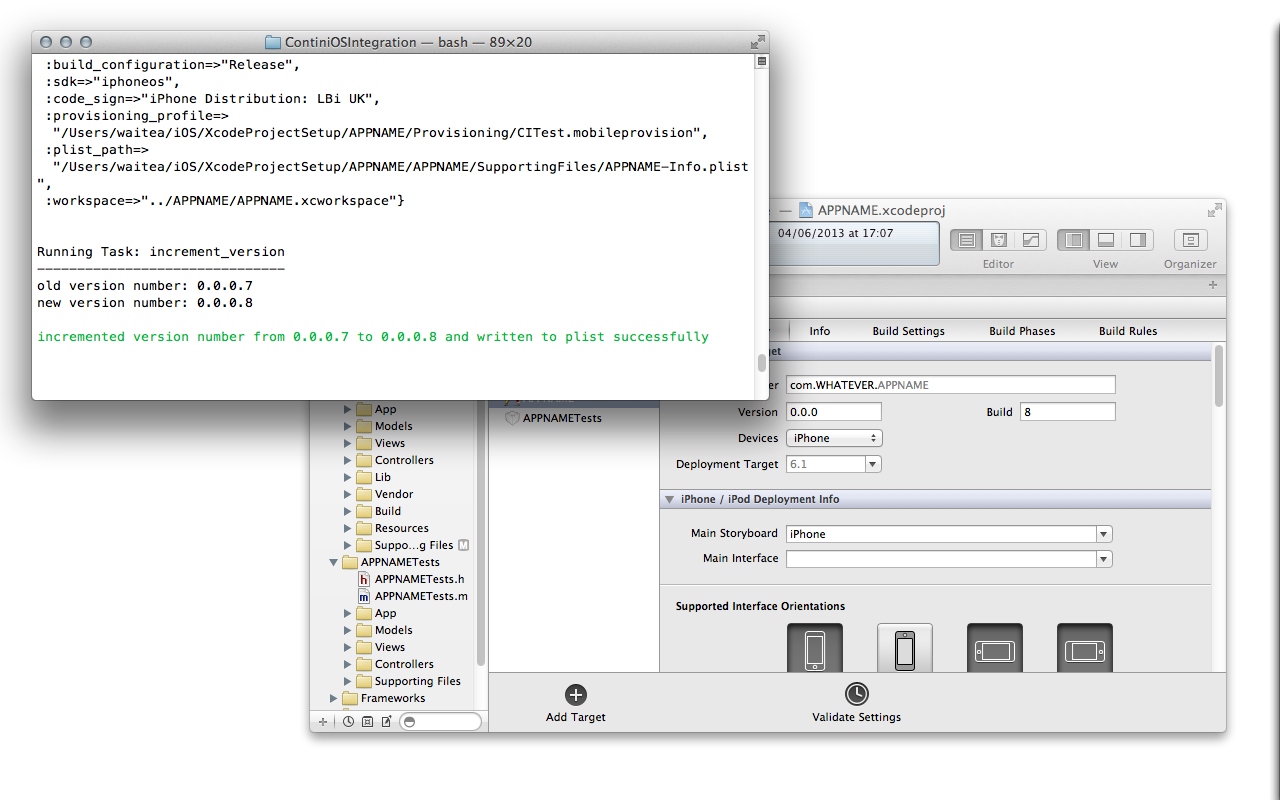 ContiniOSIntegration — bash — 89×20
:build_configuration=>"Release",
:sdk=>"iphoneos",
:code_sign=>"iPhone Distribution: LBi UK",
:provisioning_profile=>
"/Users/waitea/iOS/XcodeProjectSetup/APPNAME/Provisioning/CITest.mobileprovision",
:plist_path=>
"/Users/waitea/iOS/XcodeProjectSetup/APPNAME/APPNAME/SupportingFiles/APPNAME-Info.plist
",
:workspace=>"../APPNAME/APPNAME.xcworkspace"}
Running Task: increment_version
--------------------------------
old version number: 0.0.0.7
new version number: 0.0.0.8
incremented version number from 0.0.0.7 to 0.0.0.8 and written to plist successfully
— APPNAME.xcodeproj
04/06/2013 at 17:07
Editor
View
Organizer
Info
Build Settings
Build Phases
Build Rules
com.WHATEVER.APPNAME
Version 0.0.0
Build 8
Devices iPhone
Deployment Target 6.1
iPhone / iPod Deployment Info
Main Storyboard iPhone
Main Interface
Supported Interface Orientations
APPNAMETests
App
Models
Views
Controllers
Lib
Vendor
Build
Resources
Suppo...g Files M
APPNAMETests
h APPNAMETests.h
m APPNAMETests.m
App
Models
Views
Controllers
Supporting Files
Frameworks
Add Target
Validate Settings